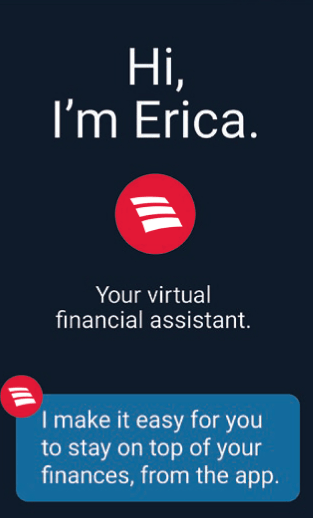 Hi,
I’m Erica.
Your virtual
financial assistant.
I make it easy for you
to stay on top of your
finances, from the app.